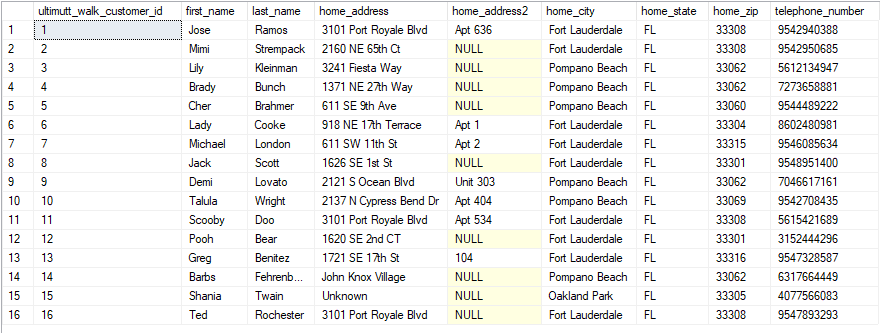 ultimutt_walk_customer_id first_name last_name home_address home_address2 home_city home_state home_zip telephone_number
1 1 Jose Ramos 3101 Port Royale Blvd Apt 636 Fort Lauderdale FL 33308 9542940388
2 2 Mimi Strempack 2160 NE 65th Ct NULL Fort Lauderdale FL 33308 9542950685
3 3 Lily Kleinman 3241 Fiesta Way NULL Pompano Beach FL 33062 5612134947
4 4 Brady Bunch 1371 NE 27th Way NULL Pompano Beach FL 33062 7273658881
5 5 Cher Brahmer 611 SE 9th Ave NULL Pompano Beach FL 33060 9544489222
6 6 Lady Cooke 918 NE 17th Terrace Apt 1 Fort Lauderdale FL 33304 8602480981
7 7 Michael London 611 SW 11th St Apt 2 Fort Lauderdale FL 33315 9546085634
8 8 Jack Scott 1626 SE 1st St NULL Fort Lauderdale FL 33301 9548951400
9 9 Demi Lovato 2121 S Ocean Blvd Unit 303 Pompano Beach FL 33062 7046617161
10 10 Talula Wright 2137 N Cypress Bend Dr Apt 404 Pompano Beach FL 33069 9542708435
11 11 Scooby Doo 3101 Port Royale Blvd Apt 534 Fort Lauderdale FL 33308 5615421689
12 12 Pooh Bear 1620 SE 2nd CT NULL Fort Lauderdale FL 33301 3152444296
13 13 Greg Benitez 1721 SE 17th St 104 Fort Lauderdale FL 33316 9547328587
14 14 Barbs Fehrenb... John Knox Village NULL Pompano Beach FL 33062 6317664449
15 15 Shania Twain Unknown NULL Oakland Park FL 33305 4077566083
16 16 Ted Rochester 3101 Port Royale Blvd NULL Fort Lauderdale FL 33308 9547893293